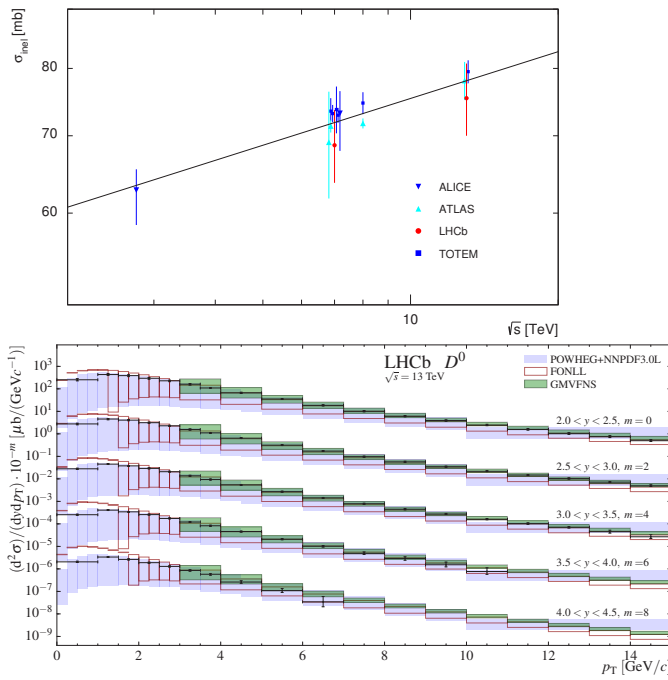 σ_inel [mb]
80
70
60
ALICE
ATLAS
LHCb
TOTEM
10
√s [TeV]
(d²σ)/(dydp_T)·10^{-m} [μb/(GeVc^{-1})]
10^3
10^2
10
10^0
10^{-1}
10^{-2}
10^{-3}
10^{-4}
10^{-5}
10^{-6}
10^{-7}
10^{-8}
10^{-9}
LHCb D^0
√s = 13 TeV
POWHEG+NNPDF3.0L
FONLL
GMVFNS
2.0 < y < 2.5, m = 0
2.5 < y < 3.0, m = 2
3.0 < y < 3.5, m = 4
3.5 < y < 4.0, m = 6
4.0 < y < 4.5, m = 8
0 2 4 6 8 10 12 14
p_T [GeV/c]